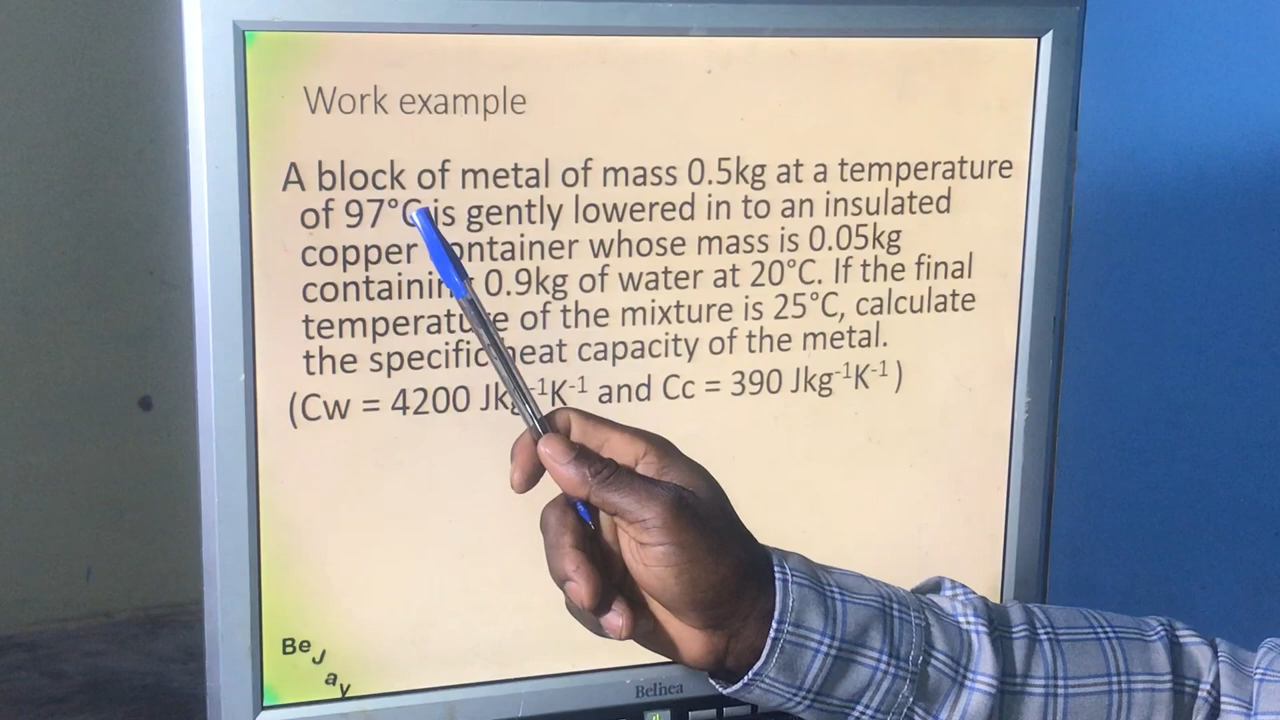 Work example
A block of metal of mass 0.5kg at a temperature
of 97°C is gently lowered in to an insulated
copper container whose mass is 0.05kg
containing 0.9kg of water at 20°C. If the final
temperature of the mixture is 25°C, calculate
the specific heat capacity of the metal.
(Cw = 4200 Jkg⁻¹K⁻¹ and Cc = 390 Jkg⁻¹K⁻¹)
BeJay
Belinea